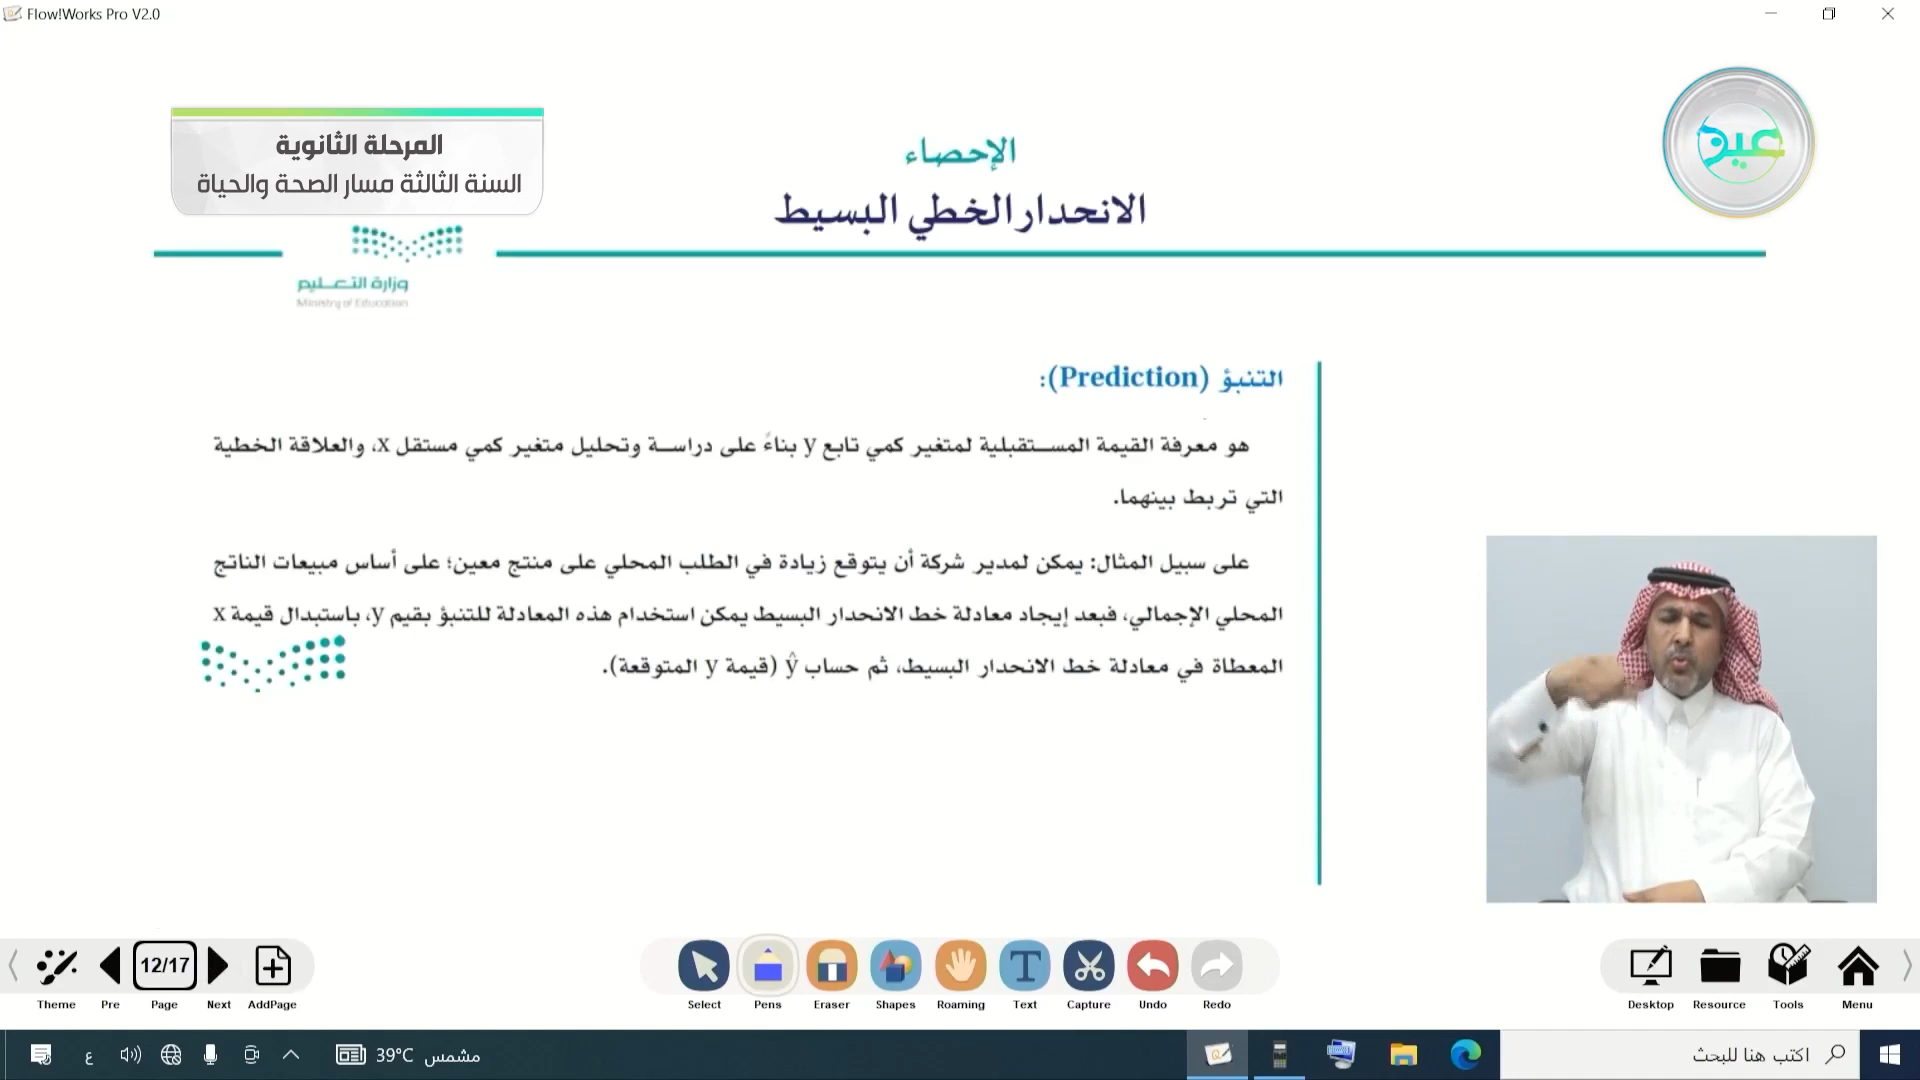 Flow!Works Pro V2.0
عين
المرحلة الثانوية
السنة الثالثة مسار الصحة والحياة
الإحصاء
الانحدار الخطي البسيط
وزارة التعليم
Ministry of Education
التنبؤ (Prediction):
هو معرفة القيمة المستقبلية لمتغير كمي تابع y بناءً على دراسة وتحليل متغير كمي مستقل x، والعلاقة الخطية
التي تربط بينهما.
على سبيل المثال: يمكن لمدير شركة أن يتوقع زيادة في الطلب المحلي على منتج معين؛ على أساس مبيعات الناتج
المحلي الإجمالي، فبعد إيجاد معادلة خط الانحدار البسيط يمكن استخدام هذه المعادلة للتنبؤ بقيم y، باستبدال قيمة x
المعطاة في معادلة خط الانحدار البسيط، ثم حساب ŷ (قيمة y المتوقعة).
12/17
Theme Pre Page Next AddPage
Select Pens Eraser Shapes Roaming Text Capture Undo Redo
Desktop Resource Tools Menu
ع
39°C مشمس
اكتب هنا للبحث